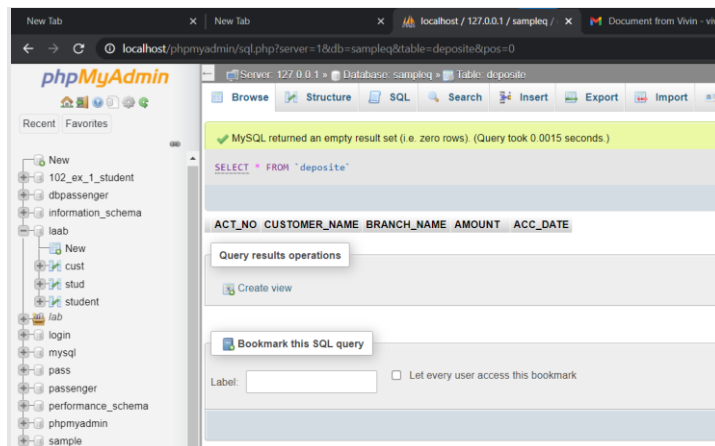 New Tab
New Tab
localhost / 127.0.0.1 / sampleq /
Document from Vivin - viv
localhost/phpmyadmin/sql.php?server=1&db=sampleq&table=deposite&pos=0
phpMyAdmin
Recent Favorites
New
102_ex_1_student
dbpassenger
information_schema
laab
New
cust
stud
student
lab
login
mysql
pass
passenger
performance_schema
phpmyadmin
sample
Server: 127.0.0.1 » Database: sampleq » Table: deposite
Browse Structure SQL Search Insert Export Import
MySQL returned an empty result set (i.e. zero rows). (Query took 0.0015 seconds.)
SELECT * FROM `deposite`
ACT_NO CUSTOMER_NAME BRANCH_NAME AMOUNT ACC_DATE
Query results operations
Create view
Bookmark this SQL query
Label: Let every user access this bookmark